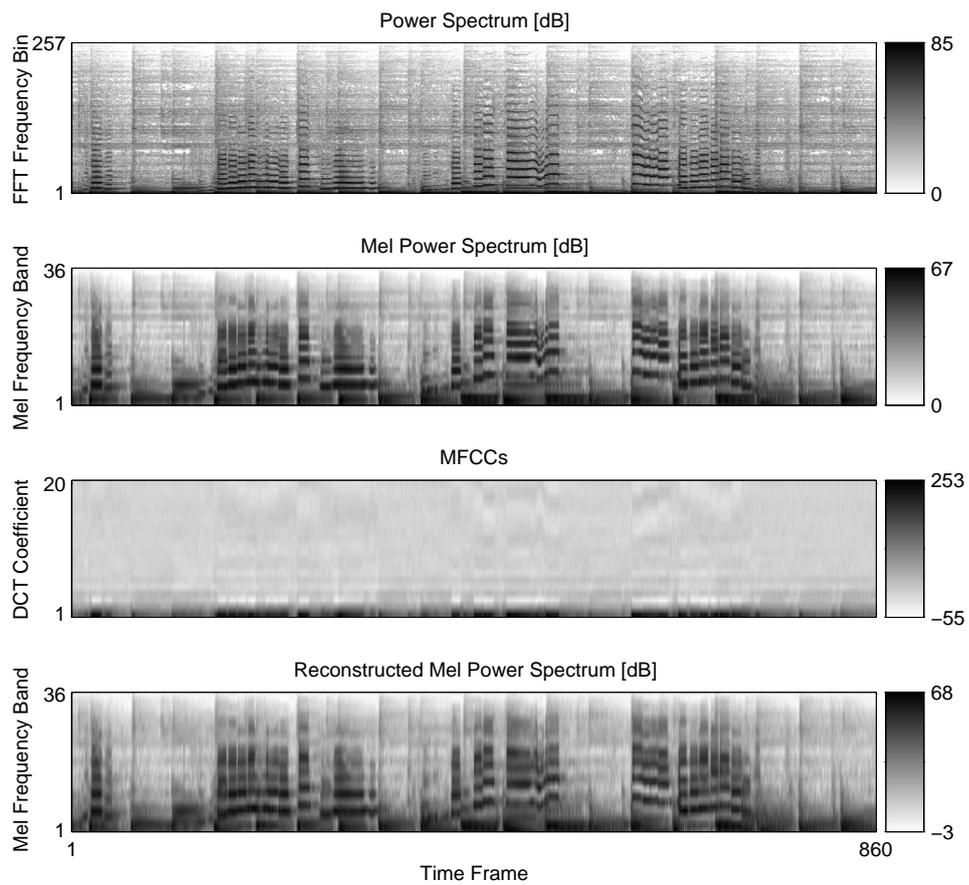 Power Spectrum [dB]
FFT Frequency Bin
257
1
85
0
Mel Power Spectrum [dB]
Mel Frequency Band
36
1
67
0
MFCCs
DCT Coefficient
20
1
253
−55
Reconstructed Mel Power Spectrum [dB]
Mel Frequency Band
36
1
68
−3
1
860
Time Frame